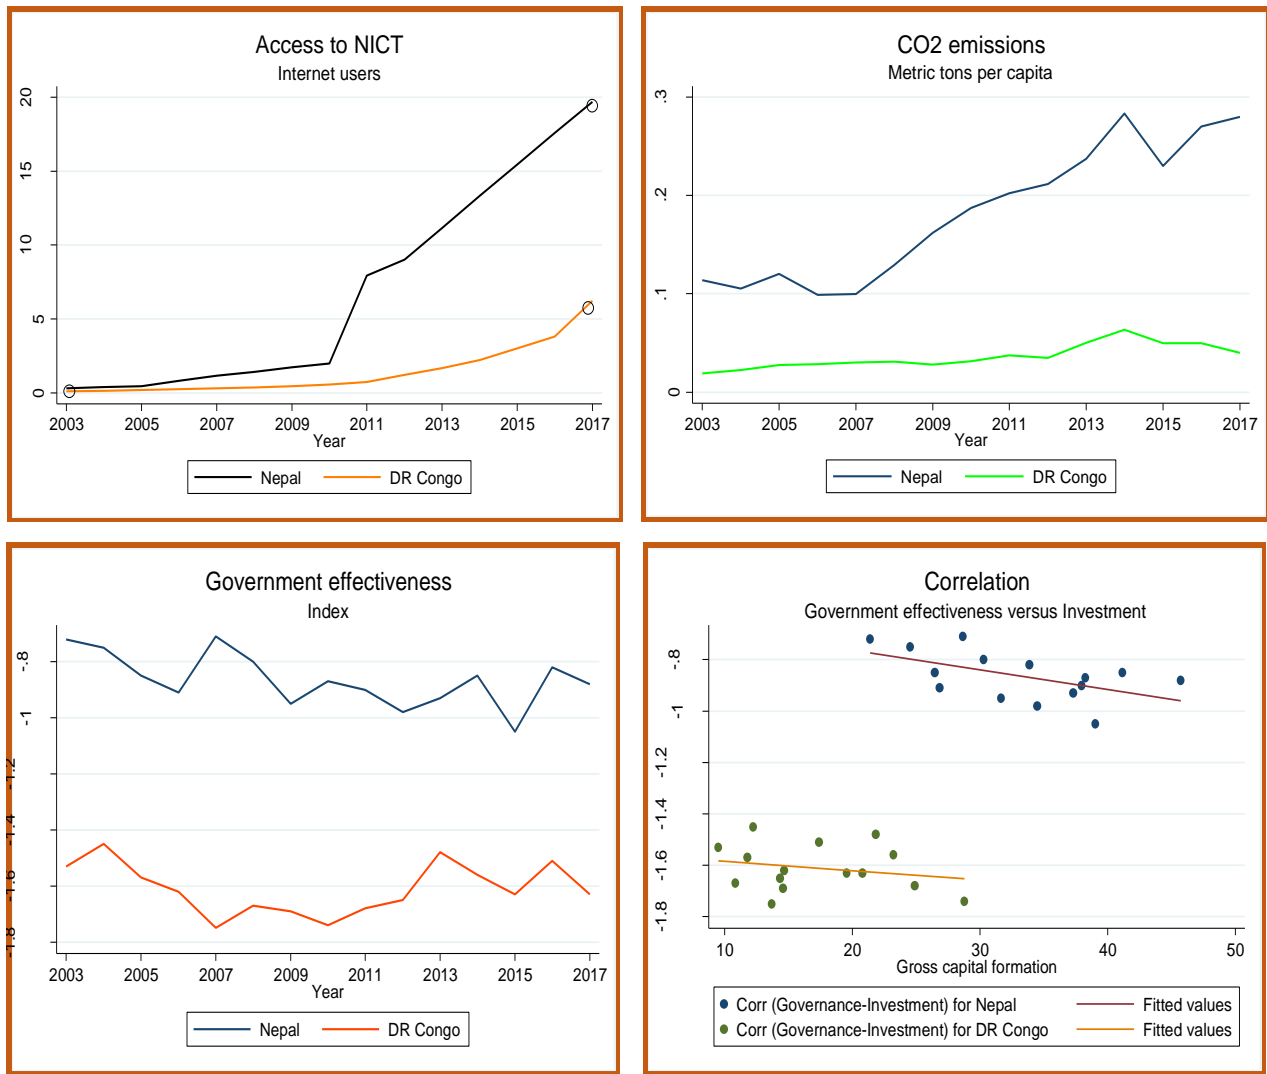 Access to NICT
Internet users
20
15
10
5
0
2003 2005 2007 2009 2011 2013 2015 2017
Year
Nepal DR Congo
CO2 emissions
Metric tons per capita
.3
.2
.1
0
2003 2005 2007 2009 2011 2013 2015 2017
Year
Nepal DR Congo
Government effectiveness
Index
-.8
-1
-1.2
-1.4
-1.6
-1.8
2003 2005 2007 2009 2011 2013 2015 2017
Year
Nepal DR Congo
Correlation
Government effectiveness versus Investment
-.8
-1
-1.2
-1.4
-1.6
-1.8
10 20 30 40 50
Gross capital formation
Corr (Governance-Investment) for Nepal Fitted values
Corr (Governance-Investment) for DR Congo Fitted values